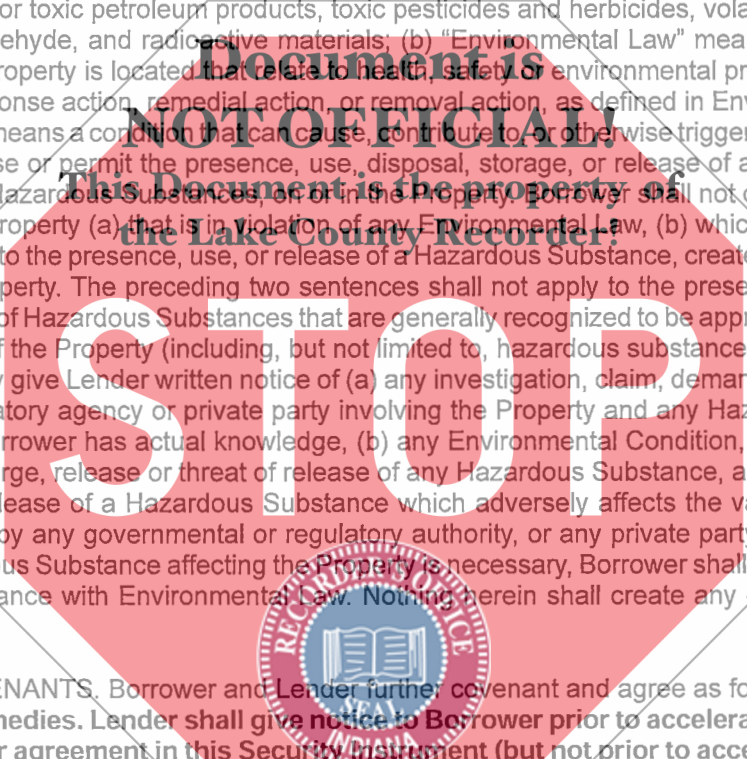 or toxic petroleum products, toxic pesticides and herbicides, vola
ehyde, and radioactive materials; (b) "Environmental Law" mea
Document is
roperty is located that relate to health, safety or environmental pr
onse action, remedial action, or removal action, as defined in Env
NOT OFFICIAL!
means a condition that can cause, contribute to, or otherwise trigger
se or permit the presence, use, disposal, storage, or release of a
This Document is the property of
Hazardous Substances, on or in the Property. Borrower shall not
roperty (a) that is in violation of any Environmental Law, (b) whic
the Lake County Recorder!
to the presence, use, or release of a Hazardous Substance, create
perty. The preceding two sentences shall not apply to the prese
of Hazardous Substances that are generally recognized to be appr
STOP
f the Property (including, but not limited to, hazardous substance
y give Lender written notice of (a) any investigation, claim, deman
atory agency or private party involving the Property and any Haz
rrower has actual knowledge, (b) any Environmental Condition,
rge, release or threat of release of any Hazardous Substance, a
lease of a Hazardous Substance which adversely affects the va
by any governmental or regulatory authority, or any private party
us Substance affecting the Property is necessary, Borrower shall
ance with Environmental Law. Nothing herein shall create any
RECORDER'S OFFICE
SEAL
INDIANA
ENANTS. Borrower and Lender further covenant and agree as fo
medies. Lender shall give notice to Borrower prior to accelera
r agreement in this Security Instrument (but not prior to acce